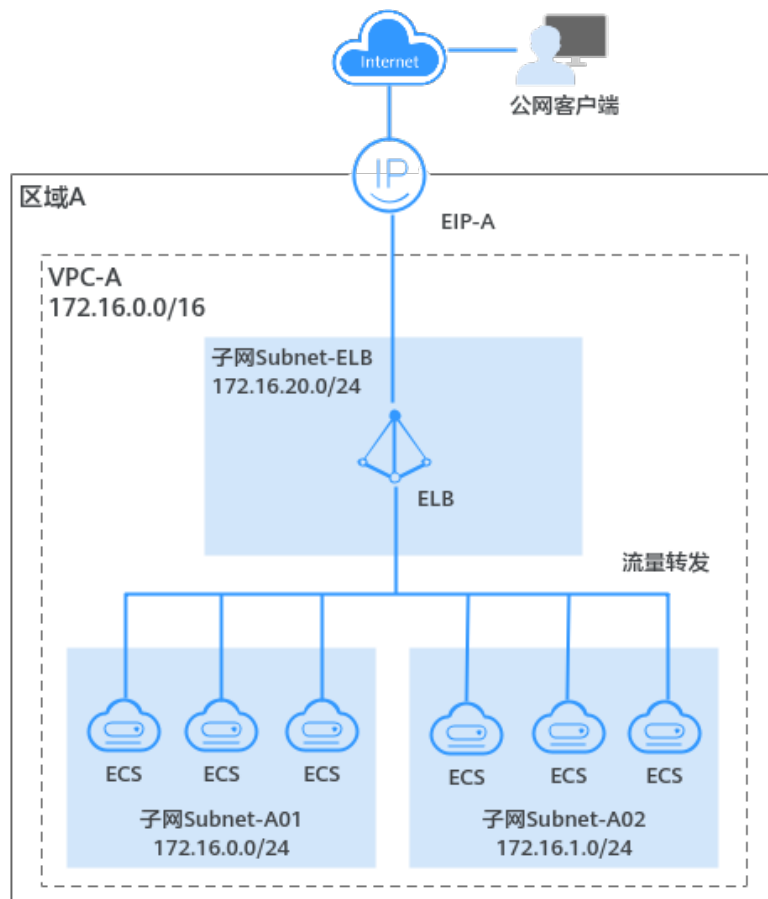 Internet
公网客户端
IP
区域A
EIP-A
VPC-A
172.16.0.0/16
子网Subnet-ELB
172.16.20.0/24
ELB
流量转发
ECS
ECS
ECS
ECS
ECS
ECS
子网Subnet-A01
172.16.0.0/24
子网Subnet-A02
172.16.1.0/24